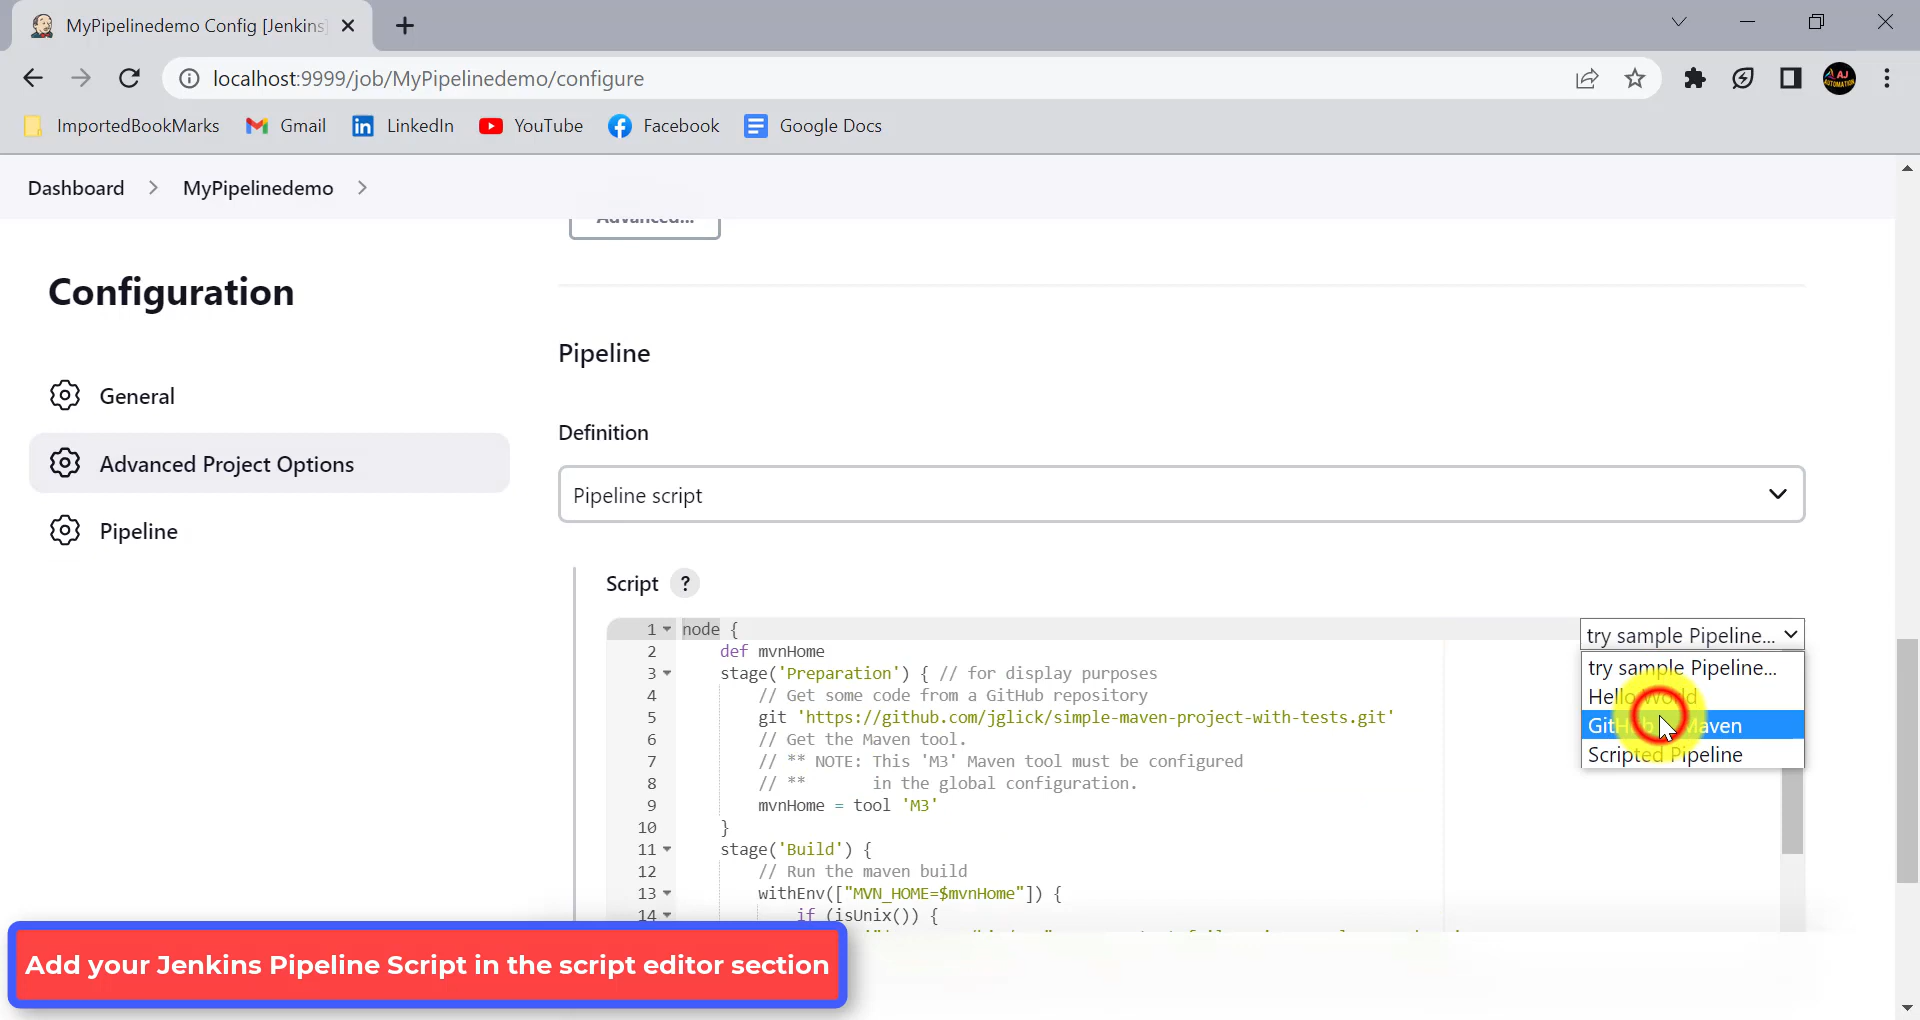 MyPipelinedemo Config [Jenkins]
localhost:9999/job/MyPipelinedemo/configure
ImportedBookMarks
Gmail
LinkedIn
YouTube
Facebook
Google Docs
Dashboard
MyPipelinedemo
Advanced...
Configuration
General
Advanced Project Options
Pipeline
Pipeline
Definition
Pipeline script
Script ?
1 node {
2 def mvnHome
3 stage('Preparation') { // for display purposes
4 // Get some code from a GitHub repository
5 git 'https://github.com/jglick/simple-maven-project-with-tests.git'
6 // Get the Maven tool.
7 // ** NOTE: This 'M3' Maven tool must be configured
8 // ** in the global configuration.
9 mvnHome = tool 'M3'
10 }
11 stage('Build') {
12 // Run the maven build
13 withEnv(["MVN_HOME=$mvnHome"]) {
14 if (isUnix()) {
try sample Pipeline...
try sample Pipeline...
Hello World
GitHub Maven
Scripted Pipeline
Add your Jenkins Pipeline Script in the script editor section